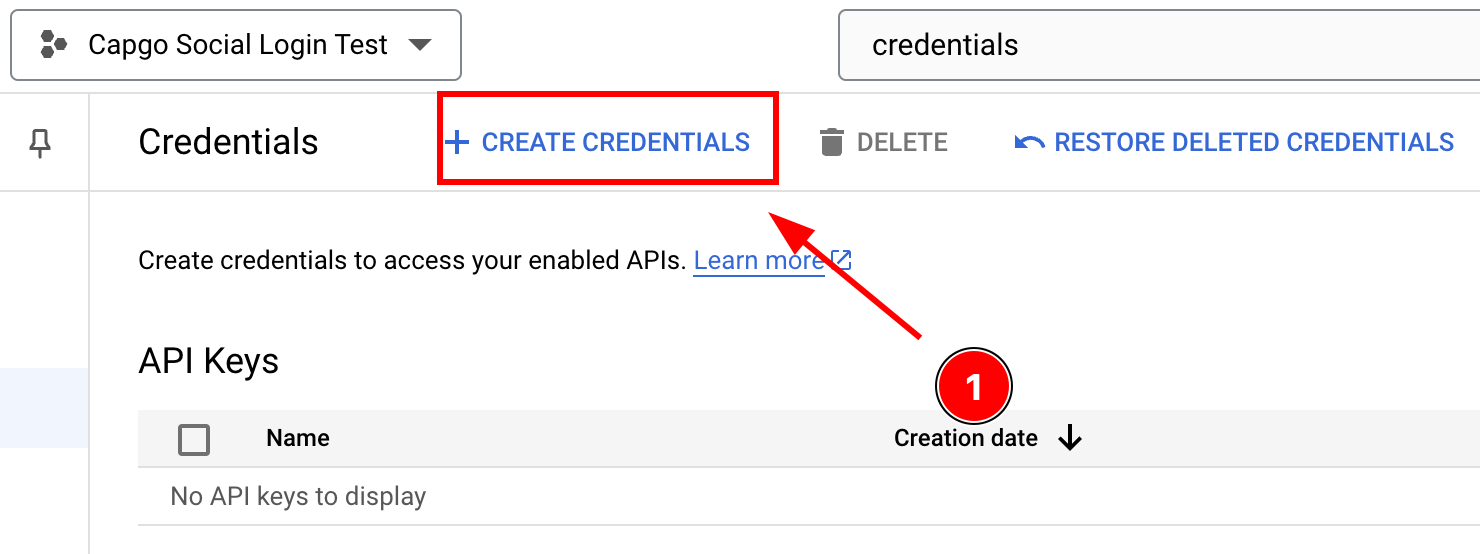 Capgo Social Login Test
credentials
Credentials
CREATE CREDENTIALS
DELETE
RESTORE DELETED CREDENTIALS
Create credentials to access your enabled APIs. Learn more
API Keys
1
Name
Creation date
No API keys to display